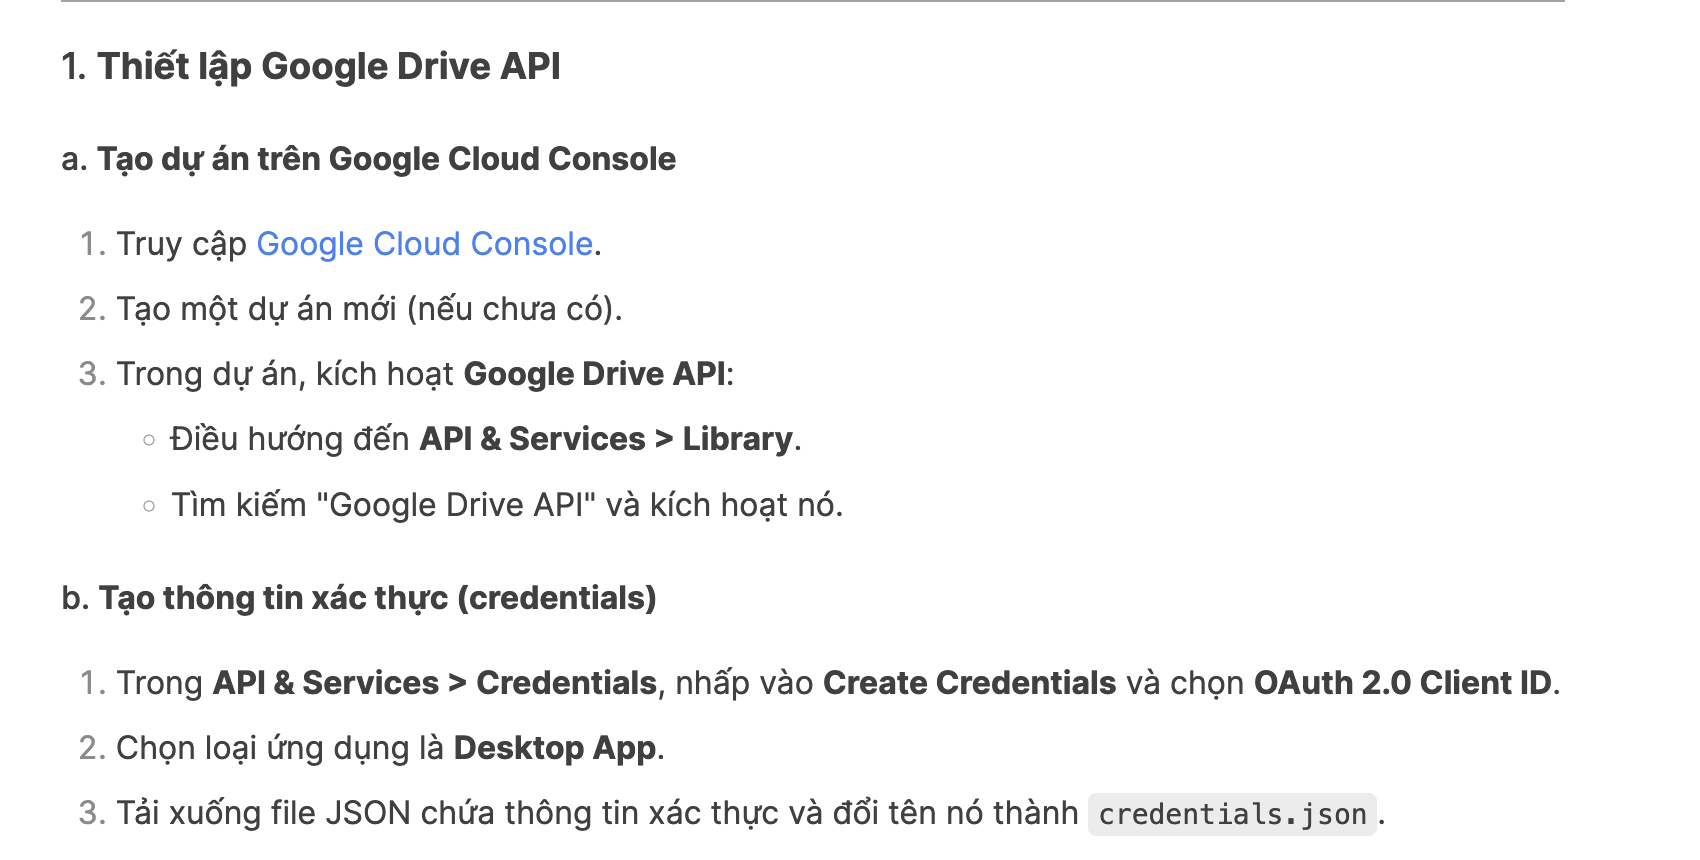 1. Thiết lập Google Drive API
a. Tạo dự án trên Google Cloud Console
1. Truy cập Google Cloud Console.
2. Tạo một dự án mới (nếu chưa có).
3. Trong dự án, kích hoạt Google Drive API:
○ Điều hướng đến API & Services > Library.
○ Tìm kiếm "Google Drive API" và kích hoạt nó.
b. Tạo thông tin xác thực (credentials)
1. Trong API & Services > Credentials, nhấp vào Create Credentials và chọn OAuth 2.0 Client ID.
2. Chọn loại ứng dụng là Desktop App.
3. Tải xuống file JSON chứa thông tin xác thực và đổi tên nó thành credentials.json.